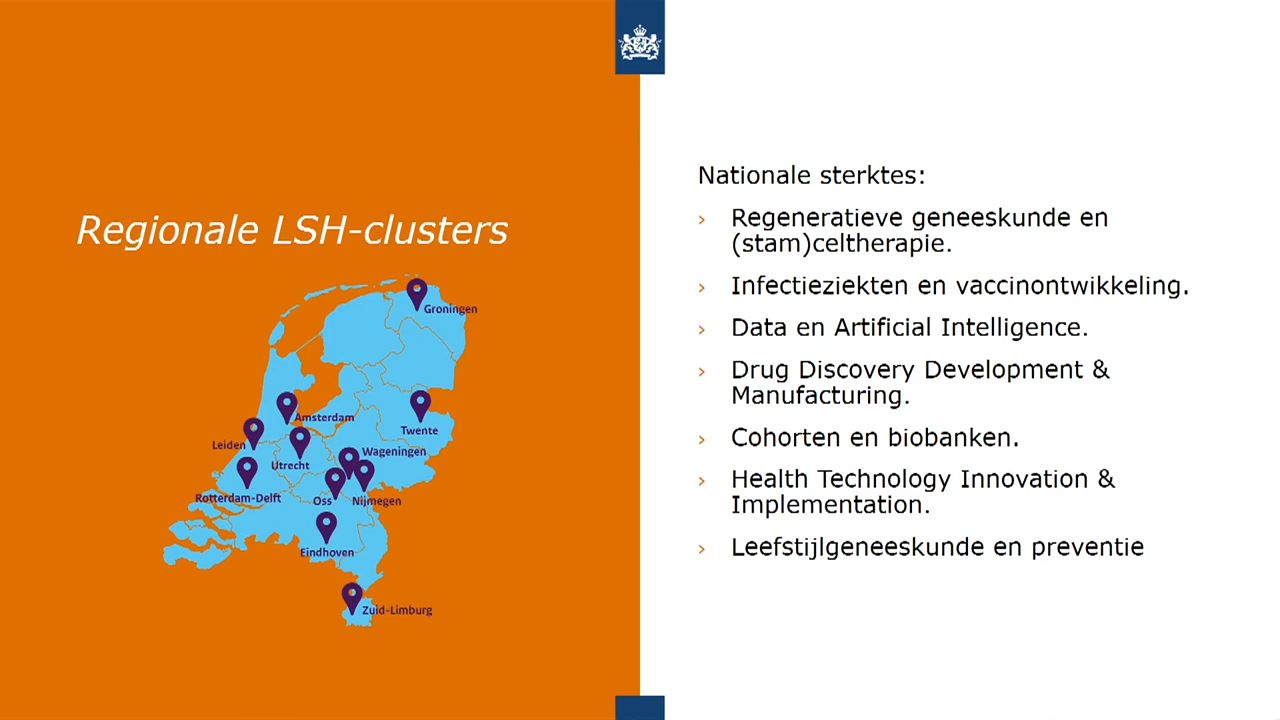 Regionale LSH-clusters
Groningen
Amsterdam
Twente
Leiden
Wageningen
Utrecht
Rotterdam-Delft
Oss
Nijmegen
Eindhoven
Zuid-Limburg
Nationale sterktes:
› Regeneratieve geneeskunde en
(stam)celtherapie.
› Infectieziekten en vaccinontwikkeling.
› Data en Artificial Intelligence.
› Drug Discovery Development &
Manufacturing.
› Cohorten en biobanken.
› Health Technology Innovation &
Implementation.
› Leefstijlgeneeskunde en preventie